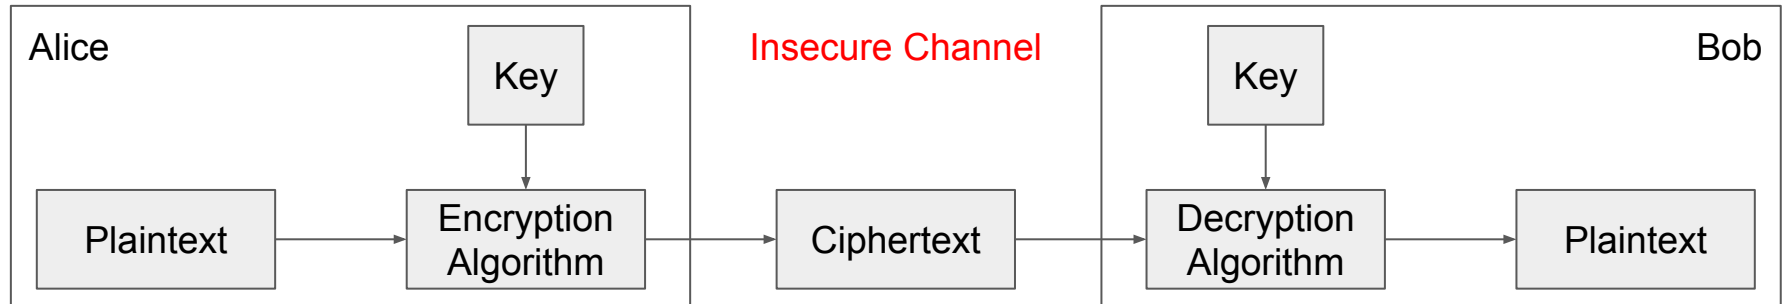 Alice
Insecure Channel
Bob
Key
Key
Plaintext
Encryption
Algorithm
Ciphertext
Decryption
Algorithm
Plaintext